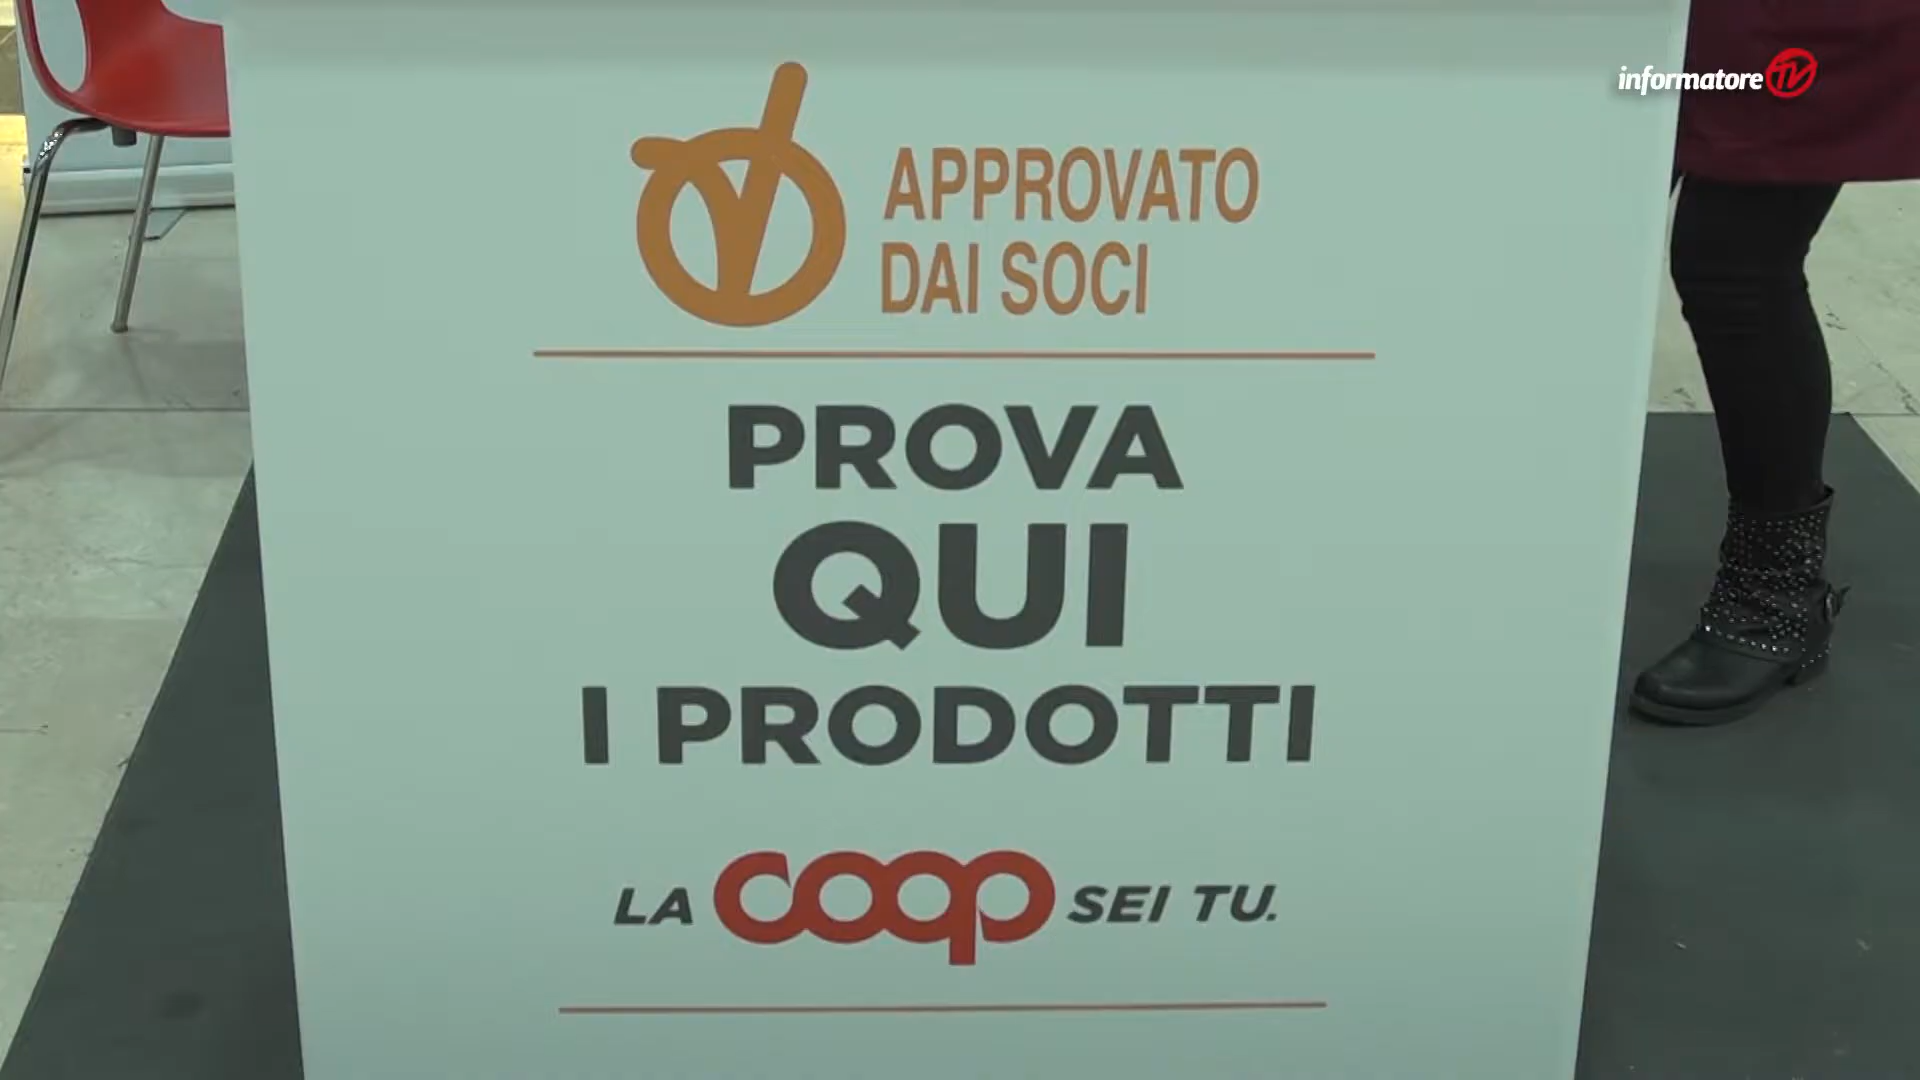 informatore TV
APPROVATO
DAI SOCI
PROVA
QUI
I PRODOTTI
LA coop SEI TU.